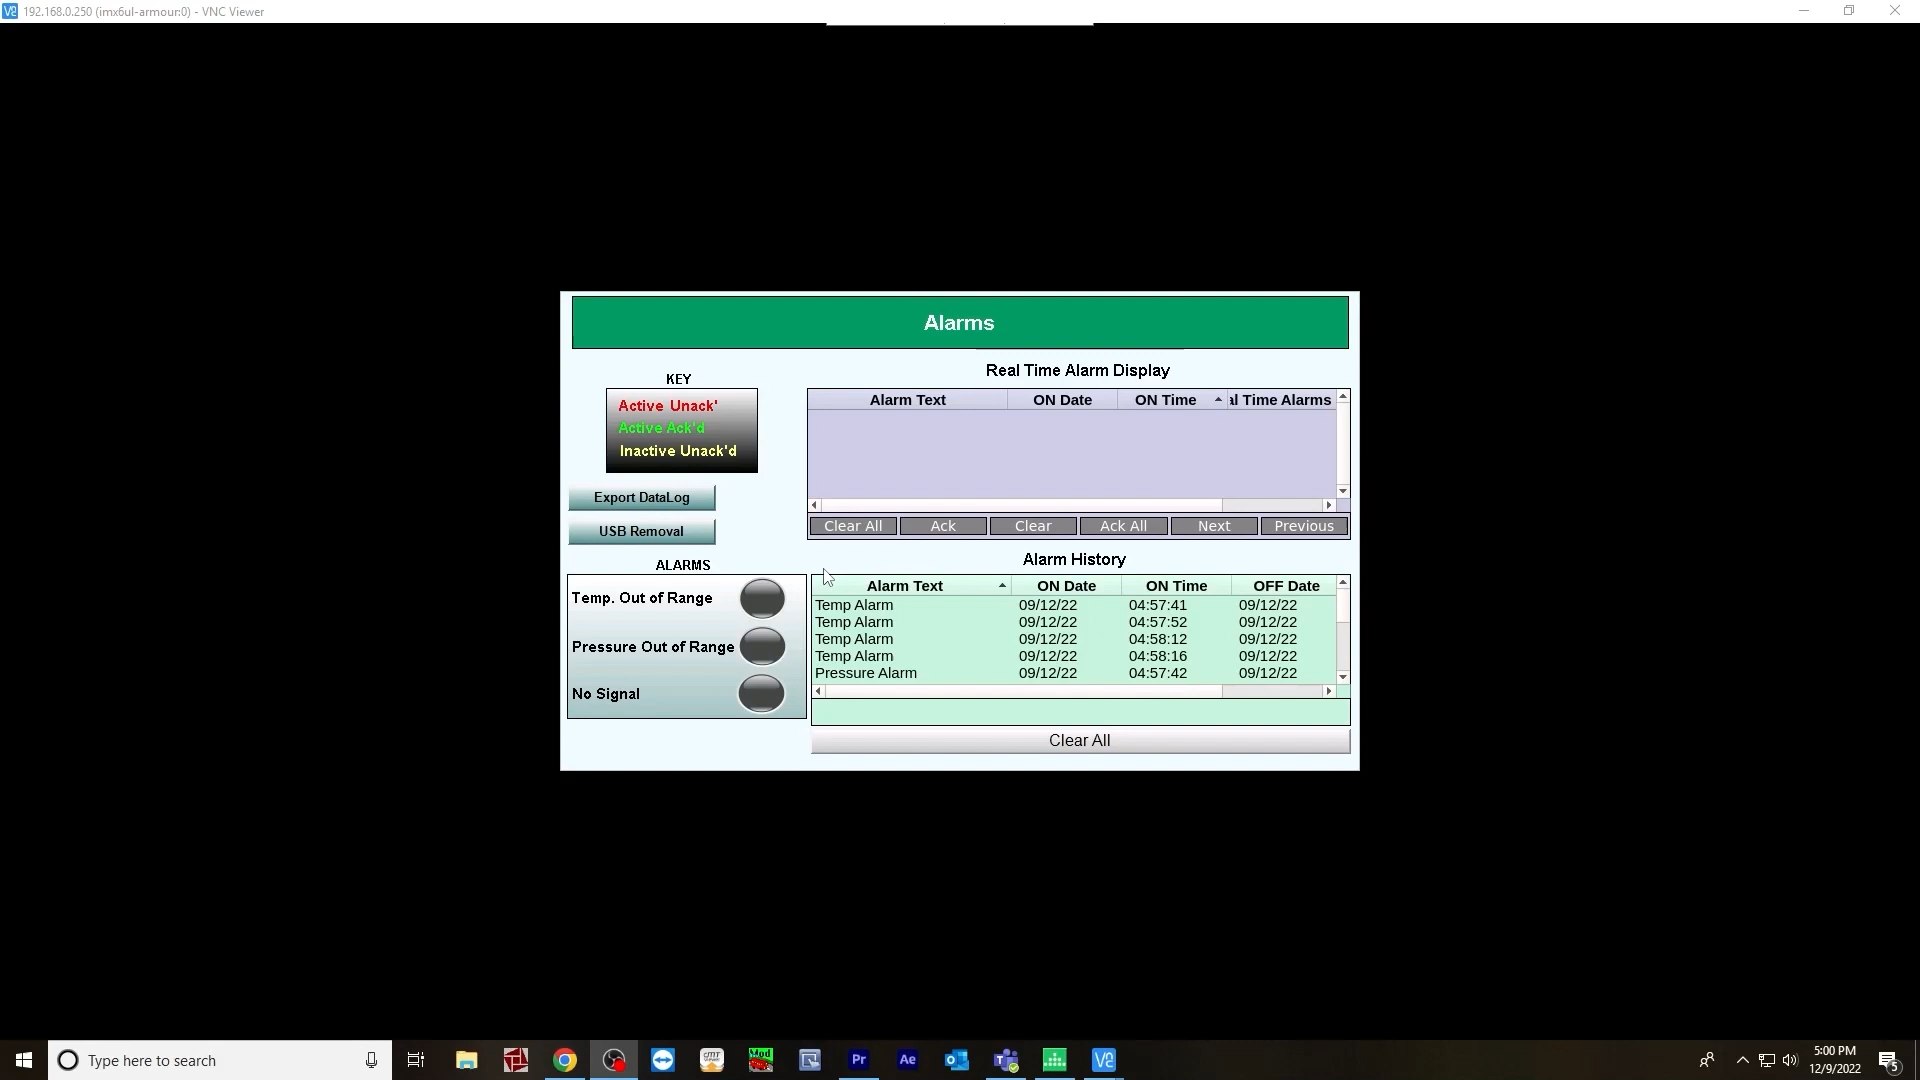 192.168.0.250 (imx6ul-armour:0) - VNC Viewer
Alarms
KEY
Active Unack'
Active Ack'd
Inactive Unack'd
Export DataLog
USB Removal
ALARMS
Temp. Out of Range
Pressure Out of Range
No Signal
Real Time Alarm Display
Alarm Text ON Date ON Time al Time Alarms
Clear All Ack Clear Ack All Next Previous
Alarm History
Alarm Text ON Date ON Time OFF Date
Temp Alarm 09/12/22 04:57:41 09/12/22
Temp Alarm 09/12/22 04:57:52 09/12/22
Temp Alarm 09/12/22 04:58:12 09/12/22
Temp Alarm 09/12/22 04:58:16 09/12/22
Pressure Alarm 09/12/22 04:57:42 09/12/22
Clear All
Type here to search
cMT
Mod
Pr
Ae
5:00 PM
12/9/2022
5